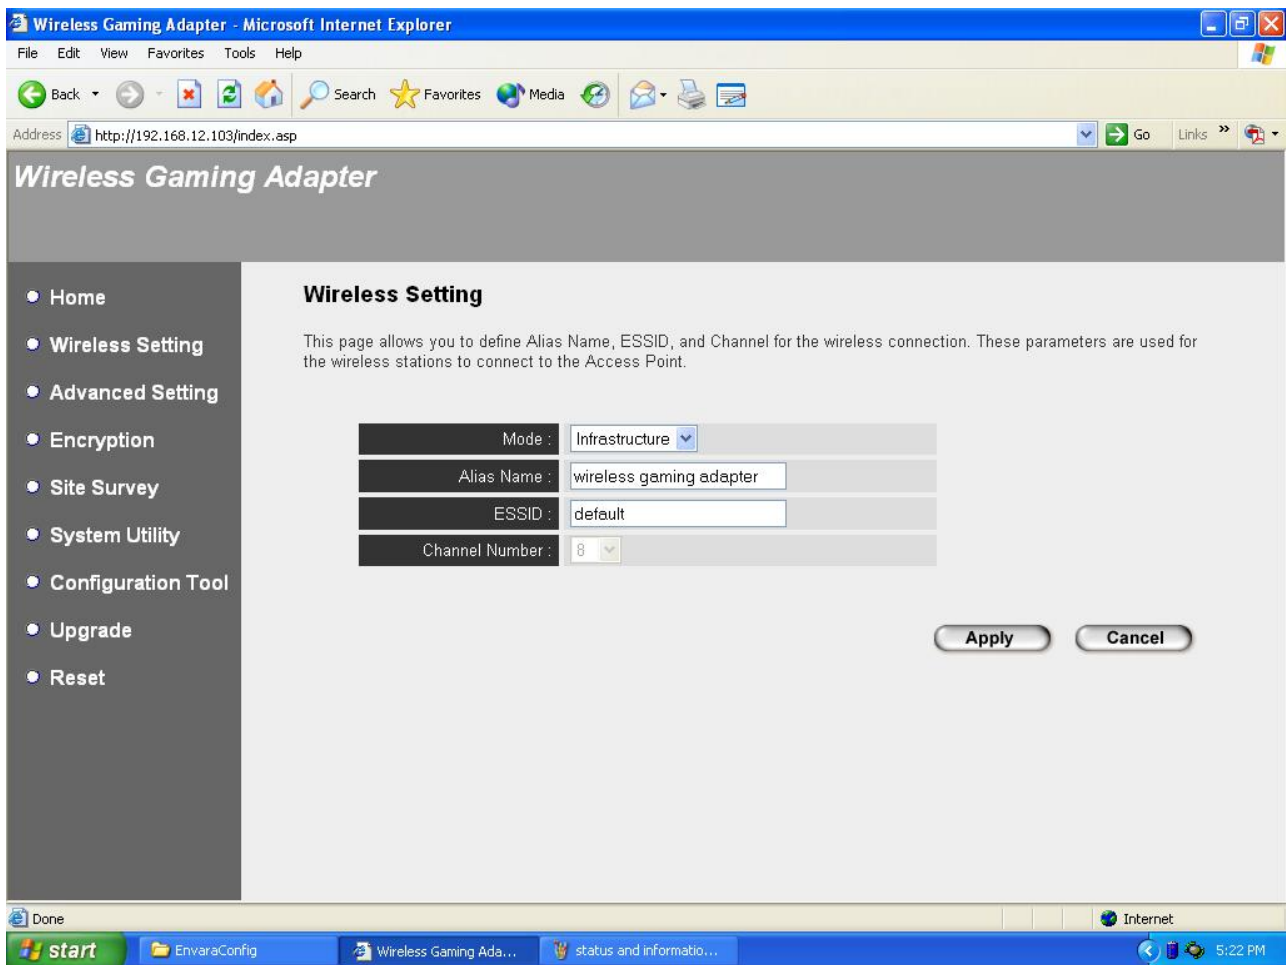 Wireless Gaming Adapter - Microsoft Internet Explorer
File Edit View Favorites Tools Help
Back Search Favorites Media
Address http://192.168.12.103/index.asp Go Links »
Wireless Gaming Adapter
Home
Wireless Setting
Advanced Setting
Encryption
Site Survey
System Utility
Configuration Tool
Upgrade
Reset
Wireless Setting
This page allows you to define Alias Name, ESSID, and Channel for the wireless connection. These parameters are used for
the wireless stations to connect to the Access Point.
Mode : Infrastructure
Alias Name : wireless gaming adapter
ESSID : default
Channel Number : 8
Apply Cancel
Done Internet
start EnvaraConfig Wireless Gaming Ada... status and informatio... 5:22 PM